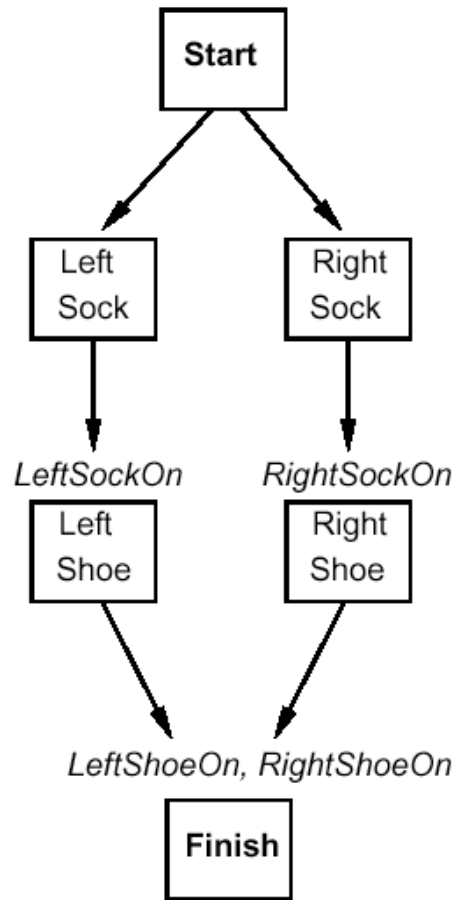 Start
Left
Sock
Right
Sock
LeftSockOn
RightSockOn
Left
Shoe
Right
Shoe
LeftShoeOn, RightShoeOn
Finish